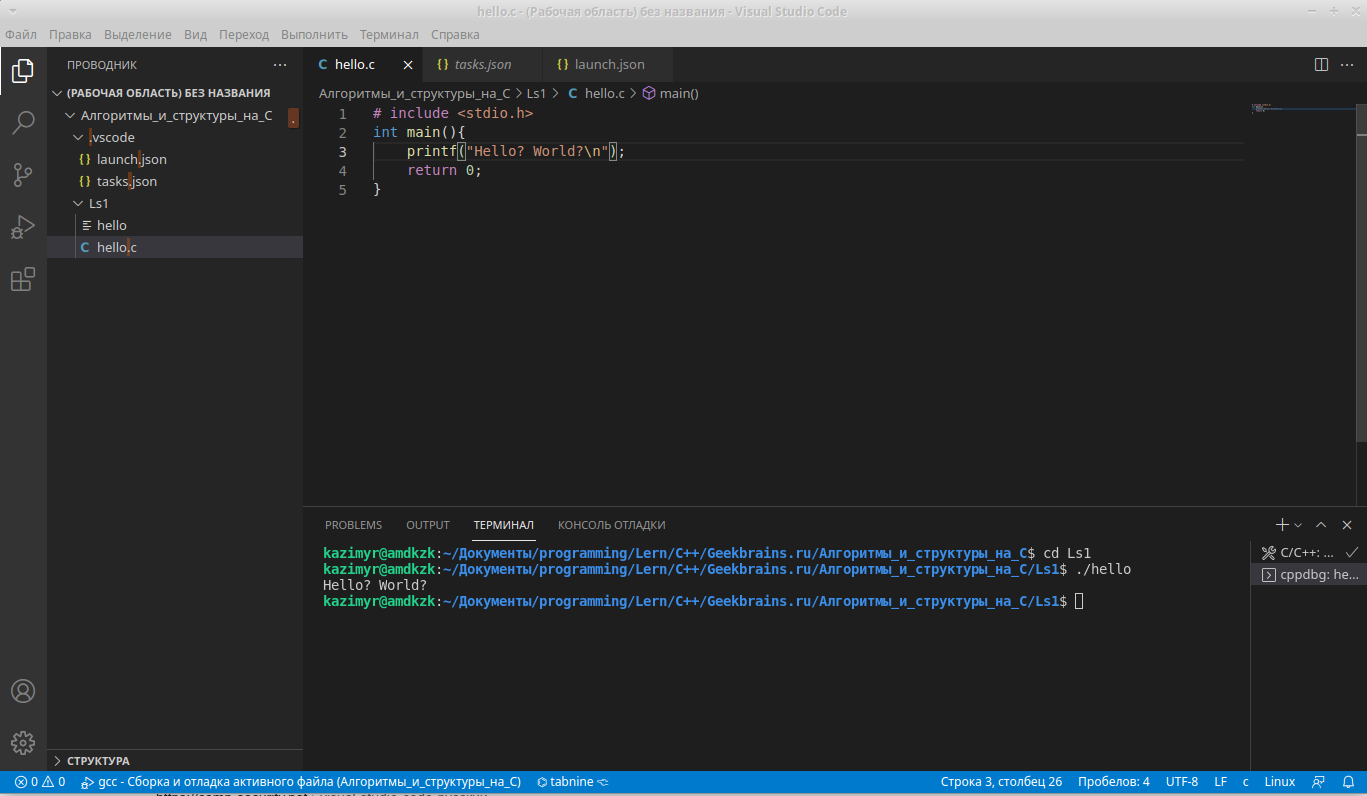 hello.c - (Рабочая область) без названия - Visual Studio Code
Файл Правка Выделение Вид Переход Выполнить Терминал Справка
ПРОВОДНИК
(РАБОЧАЯ ОБЛАСТЬ) БЕЗ НАЗВАНИЯ
Алгоритмы_и_структуры_на_C .
.vscode
{} launch.json
{} tasks.json
Ls1
hello
C hello.c
СТРУКТУРА
C hello.c {} tasks.json {} launch.json
Алгоритмы_и_структуры_на_C > Ls1 > C hello.c > main()
1 # include <stdio.h>
2 int main(){
3 printf("Hello? World?\n");
4 return 0;
5 }
PROBLEMS OUTPUT ТЕРМИНАЛ КОНСОЛЬ ОТЛАДКИ
kazimyr@amdkzk:~/Документы/programming/Lern/C++/Geekbrains.ru/Алгоритмы_и_структуры_на_C$ cd Ls1
kazimyr@amdkzk:~/Документы/programming/Lern/C++/Geekbrains.ru/Алгоритмы_и_структуры_на_C/Ls1$ ./hello
Hello? World?
kazimyr@amdkzk:~/Документы/programming/Lern/C++/Geekbrains.ru/Алгоритмы_и_структуры_на_C/Ls1$
C/C++: ...
cppdbg: he...
0 0 gcc - Сборка и отладка активного файла (Алгоритмы_и_структуры_на_C) tabnine Строка 3, столбец 26 Пробелов: 4 UTF-8 LF c Linux